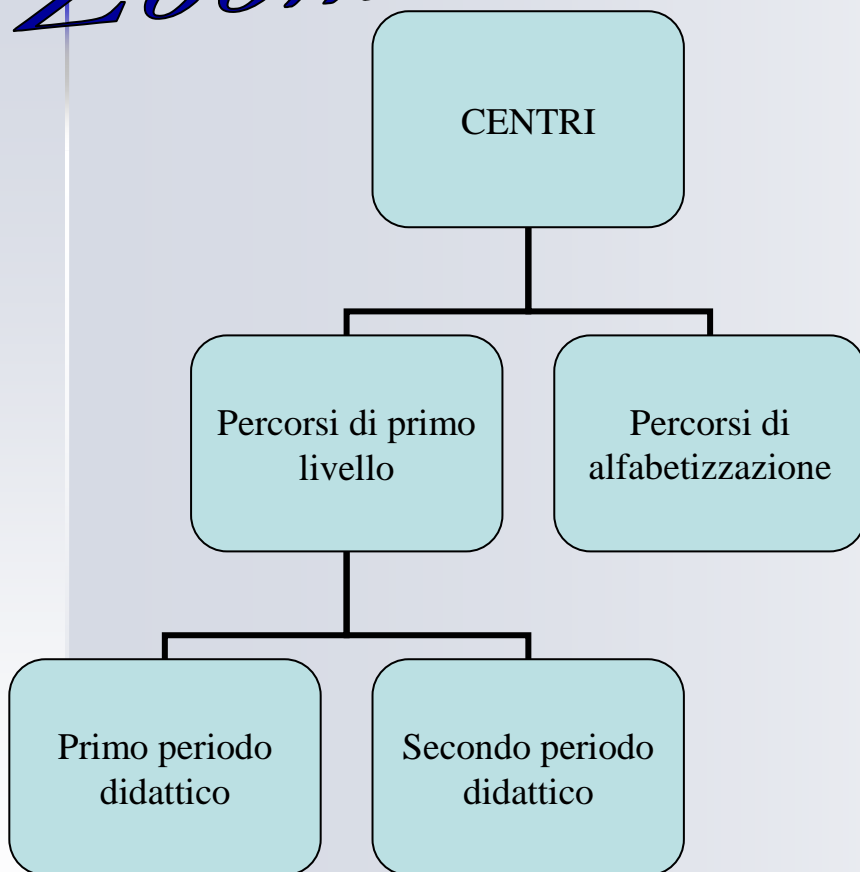 CENTRI
Percorsi di primo
livello
Percorsi di
alfabetizzazione
Primo periodo
didattico
Secondo periodo
didattico